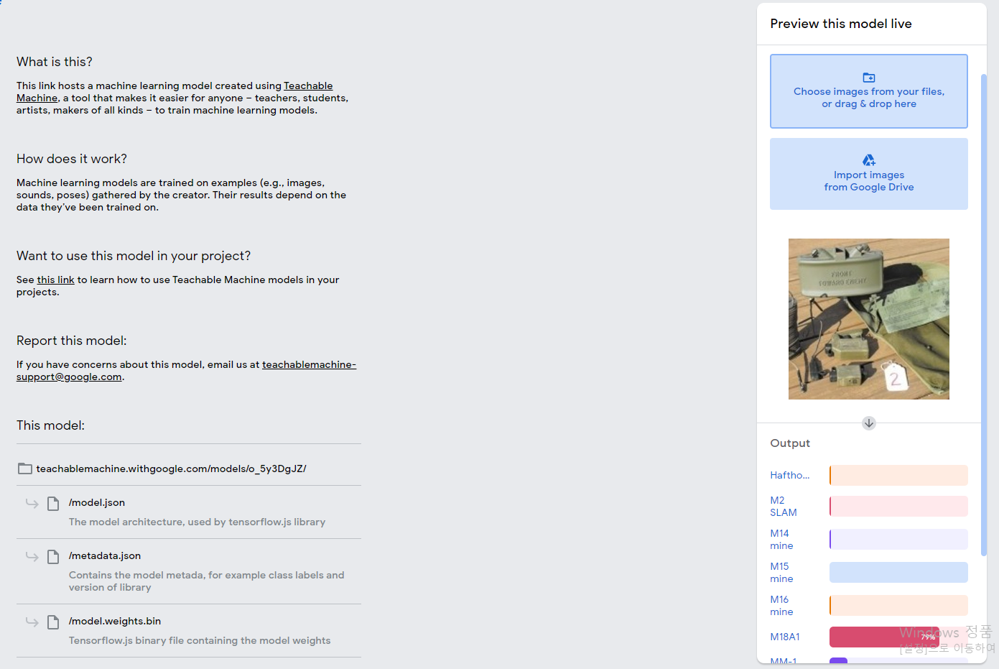 What is this?
This link hosts a machine learning model created using Teachable
Machine, a tool that makes it easier for anyone – teachers, students,
artists, makers of all kinds – to train machine learning models.
How does it work?
Machine learning models are trained on examples (e.g., images,
sounds, poses) gathered by the creator. Their results depend on the
data they've been trained on.
Want to use this model in your project?
See this link to learn how to use Teachable Machine models in your
projects.
Report this model:
If you have concerns about this model, email us at teachablemachine-
support@google.com.
This model:
teachablemachine.withgoogle.com/models/o_5y3DgJZ/
/model.json
The model architecture, used by tensorflow.js library
/metadata.json
Contains the model metada, for example class labels and
version of library
/model.weights.bin
Tensorflow.js binary file containing the model weights
Preview this model live
Choose images from your files,
or drag & drop here
Import images
from Google Drive
FRONT
TOWARD ENEMY
2
Output
Haftho...
M2
SLAM
M14
mine
M15
mine
M16
mine
M18A1
79%
MM-1
Windows 정품
[설정]으로 이동하여